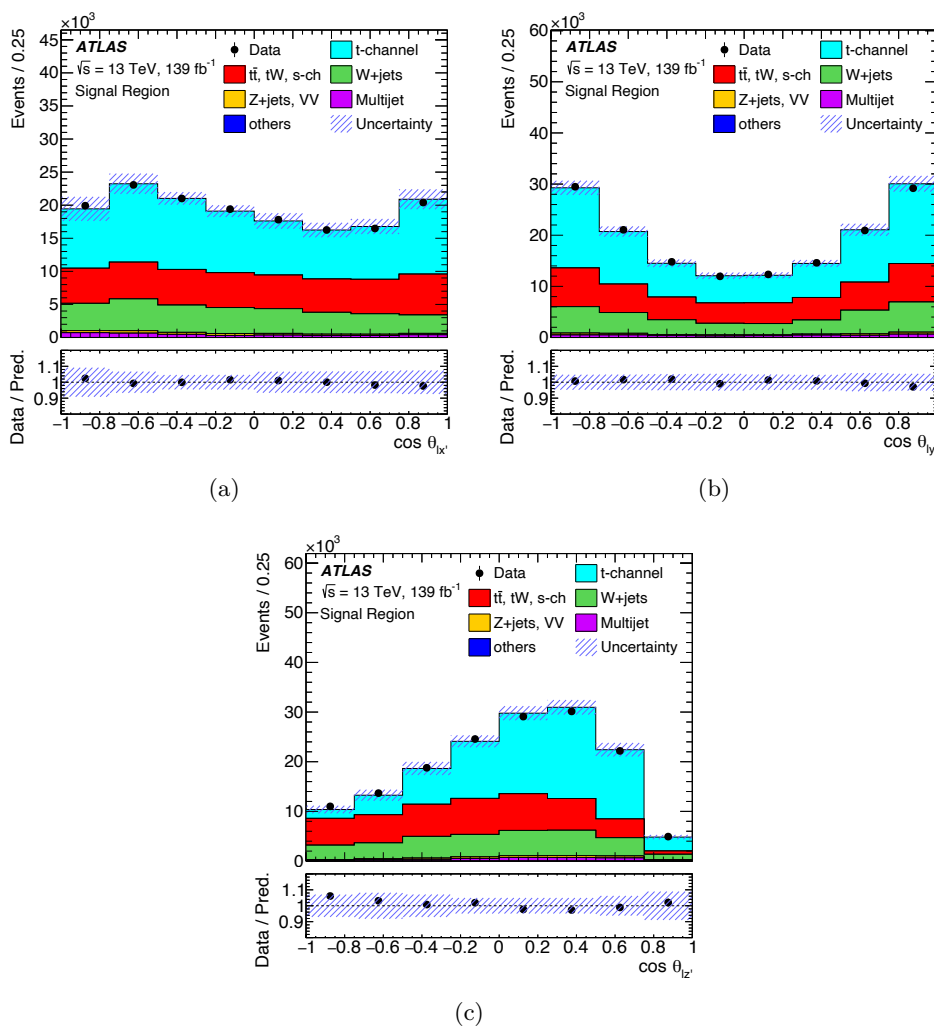 ×10³
Events / 0.25
45
40
35
30
25
20
15
10
5
0
ATLAS
√s = 13 TeV, 139 fb⁻¹
Signal Region
Data
t-channel
tt̄, tW, s-ch
W+jets
Z+jets, VV
Multijet
others
Uncertainty
Data / Pred.
1.1
1
0.9
−1 −0.8 −0.6 −0.4 −0.2 0 0.2 0.4 0.6 0.8 1
cos θlx'
(a)
×10³
Events / 0.25
60
50
40
30
20
10
0
ATLAS
√s = 13 TeV, 139 fb⁻¹
Signal Region
Data
t-channel
tt̄, tW, s-ch
W+jets
Z+jets, VV
Multijet
others
Uncertainty
Data / Pred.
1.1
1
0.9
−1 −0.8 −0.6 −0.4 −0.2 0 0.2 0.4 0.6 0.8
cos θly
(b)
×10³
Events / 0.25
60
50
40
30
20
10
0
ATLAS
√s = 13 TeV, 139 fb⁻¹
Signal Region
Data
t-channel
tt̄, tW, s-ch
W+jets
Z+jets, VV
Multijet
others
Uncertainty
Data / Pred.
1.1
1
0.9
−1 −0.8 −0.6 −0.4 −0.2 0 0.2 0.4 0.6 0.8 1
cos θlz'
(c)